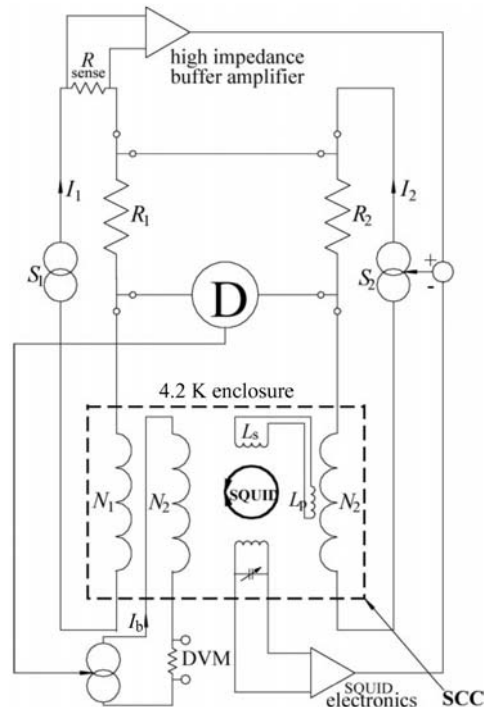 R
sense
high impedance
buffer amplifier
I1
I2
R1
R2
S1
S2
+
-
D
4.2 K enclosure
Ls
N1
N2
SQUID
Lp
N2
Ib
DVM
SQUID
electronics
SCC